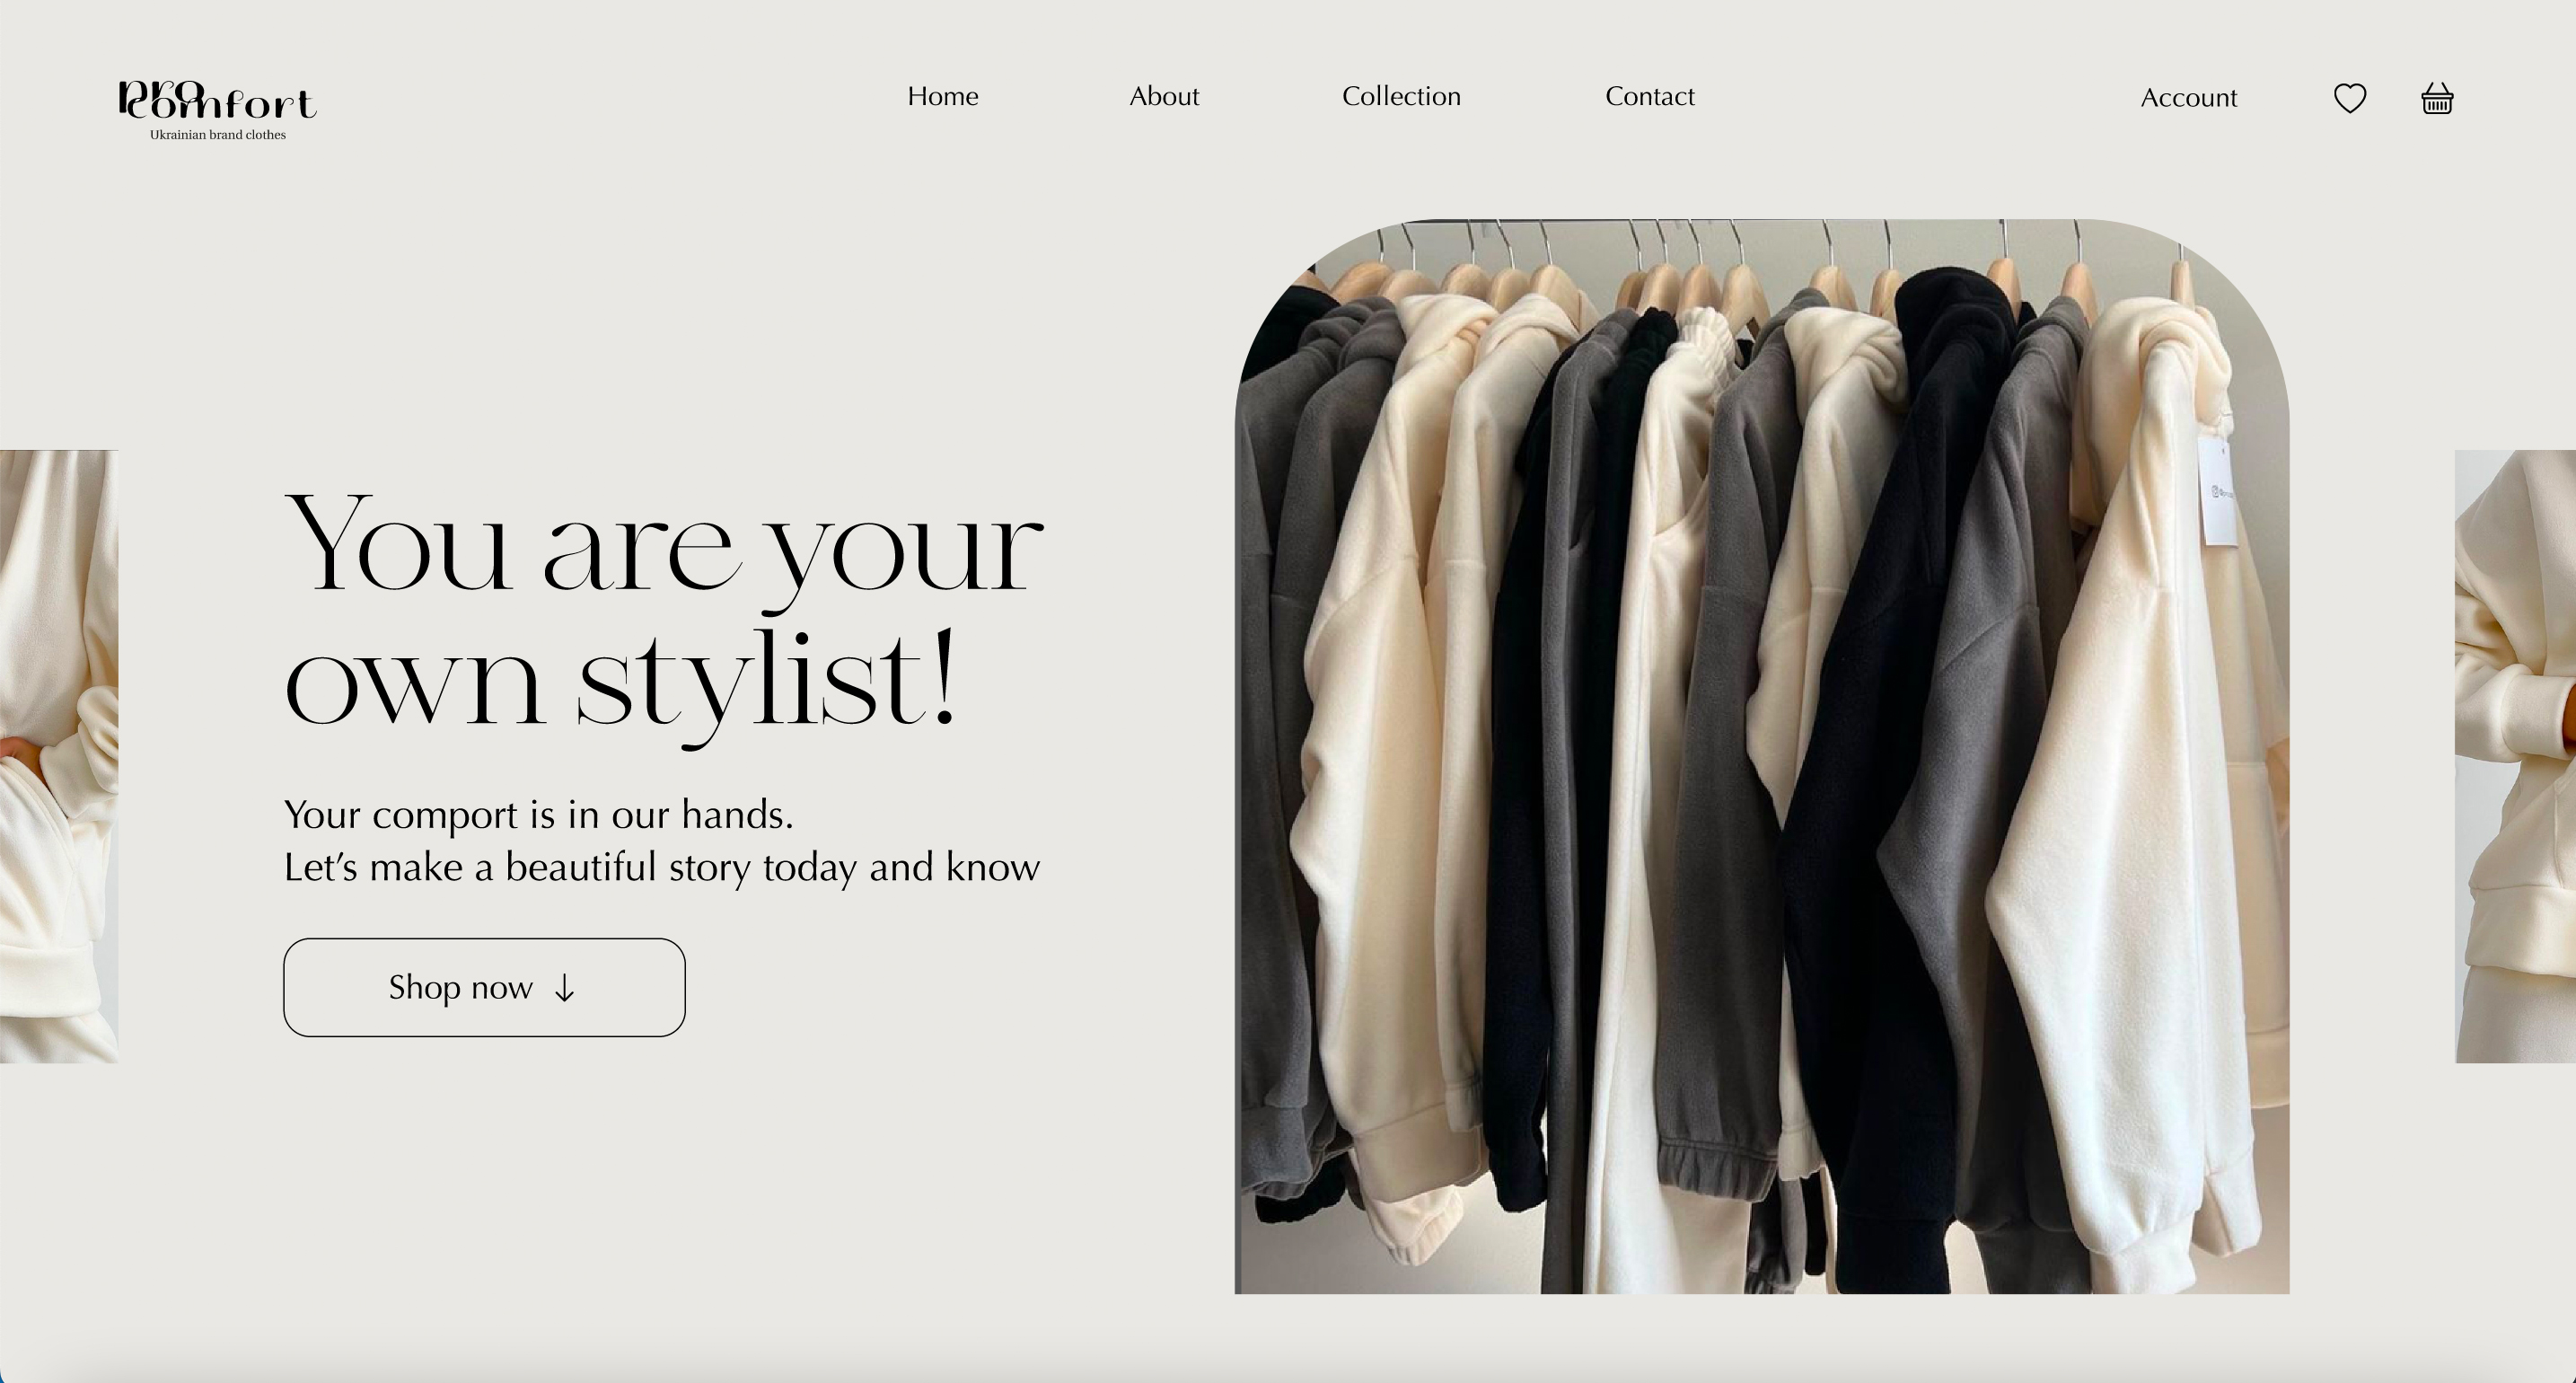 pro
comfort
Ukrainian brand clothes
Home
About
Collection
Contact
Account
You are your
own stylist!
Your comport is in our hands.
Let’s make a beautiful story today and know
Shop now ↓